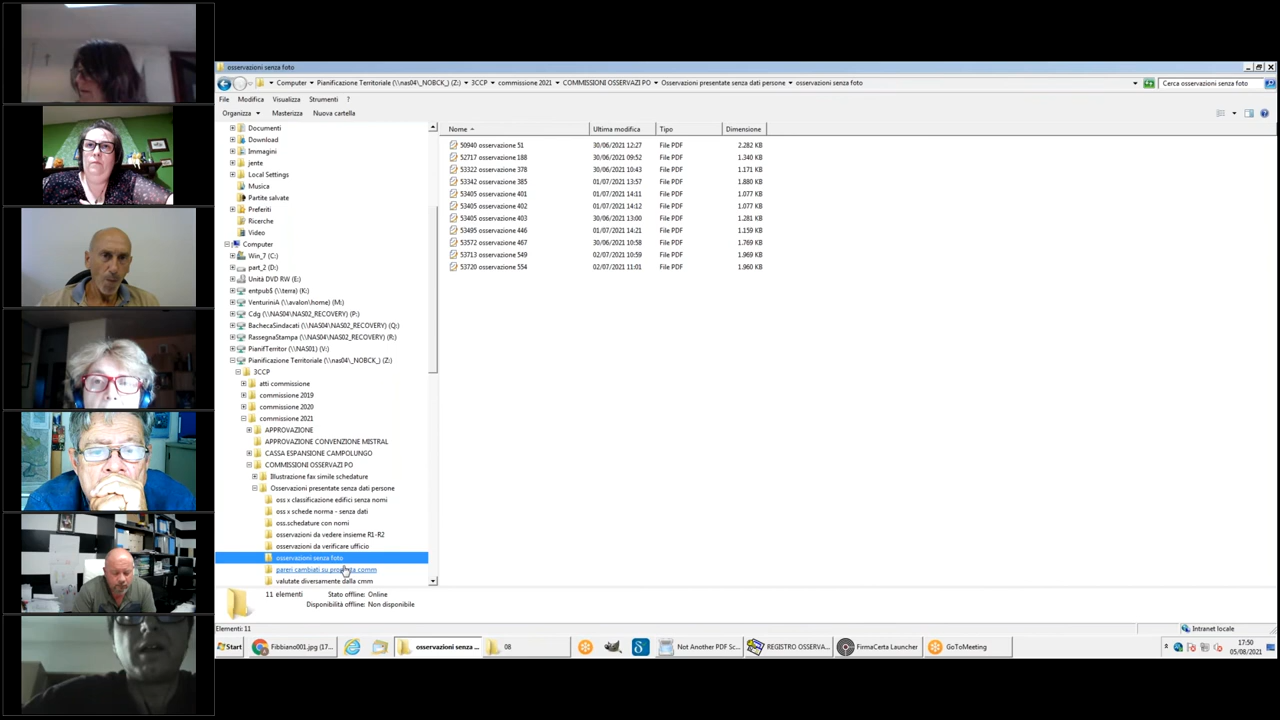 osservazioni senza foto
Computer ▸ Pianificazione Territoriale (\\nas04\_NOBCK_) (Z:) ▸ 3CCP ▸ commissione 2021 ▸ COMMISSIONI OSSERVAZI PO ▸ Osservazioni presentate senza dati persone ▸ osservazioni senza foto
Cerca osservazioni senza foto
File Modifica Visualizza Strumenti ?
Organizza Masterizza Nuova cartella
Nome Ultima modifica Tipo Dimensione
50940 osservazione 51 30/06/2021 12:27 File PDF 2.282 KB
52717 osservazione 188 30/06/2021 09:52 File PDF 1.340 KB
53322 osservazione 378 30/06/2021 10:43 File PDF 1.171 KB
53342 osservazione 385 01/07/2021 13:57 File PDF 1.880 KB
53405 osservazione 401 01/07/2021 14:11 File PDF 1.077 KB
53405 osservazione 402 01/07/2021 14:12 File PDF 1.077 KB
53405 osservazione 403 30/06/2021 13:00 File PDF 1.281 KB
53495 osservazione 446 01/07/2021 14:21 File PDF 1.159 KB
53572 osservazione 467 30/06/2021 10:58 File PDF 1.769 KB
53713 osservazione 549 02/07/2021 10:59 File PDF 1.969 KB
53720 osservazione 554 02/07/2021 11:01 File PDF 1.960 KB
Documenti
Download
Immagini
jente
Local Settings
Musica
Partite salvate
Preferiti
Ricerche
Video
Computer
Win_7 (C:)
part_2 (D:)
Unità DVD RW (E:)
entpub$ (\\terra) (K:)
VenturiniA (\\avalon\home) (M:)
Cdg (\\NAS04\NAS02_RECOVERY) (P:)
BachecaSindacati (\\NAS04\NAS02_RECOVERY) (Q:)
RassegnaStampa (\\NAS04\NAS02_RECOVERY) (R:)
PianifTerritor (\\NAS01) (V:)
Pianificazione Territoriale (\\nas04\_NOBCK_) (Z:)
3CCP
atti commissione
commissione 2019
commissione 2020
commissione 2021
APPROVAZIONE
APPROVAZIONE CONVENZIONE MISTRAL
CASSA ESPANSIONE CAMPOLUNGO
COMMISSIONI OSSERVAZI PO
Illustrazione fax simile schedature
Osservazioni presentate senza dati persone
oss x classificazione edifici senza nomi
oss x schede norma - senza dati
oss.schedature con nomi
osservazioni da vedere insieme R1-R2
osservazioni da verificare ufficio
osservazioni senza foto
pareri cambiati su proposta comm
valutate diversamente dalla cmm
11 elementi Stato offline: Online
Disponibilità offline: Non disponibile
Elementi: 11
Intranet locale
Start Fibbiano001.jpg (17... osservazioni senza ... 08 Not Another PDF Sc... REGISTRO OSSERVA... FirmaCerta Launcher GoToMeeting
17:50
05/08/2021